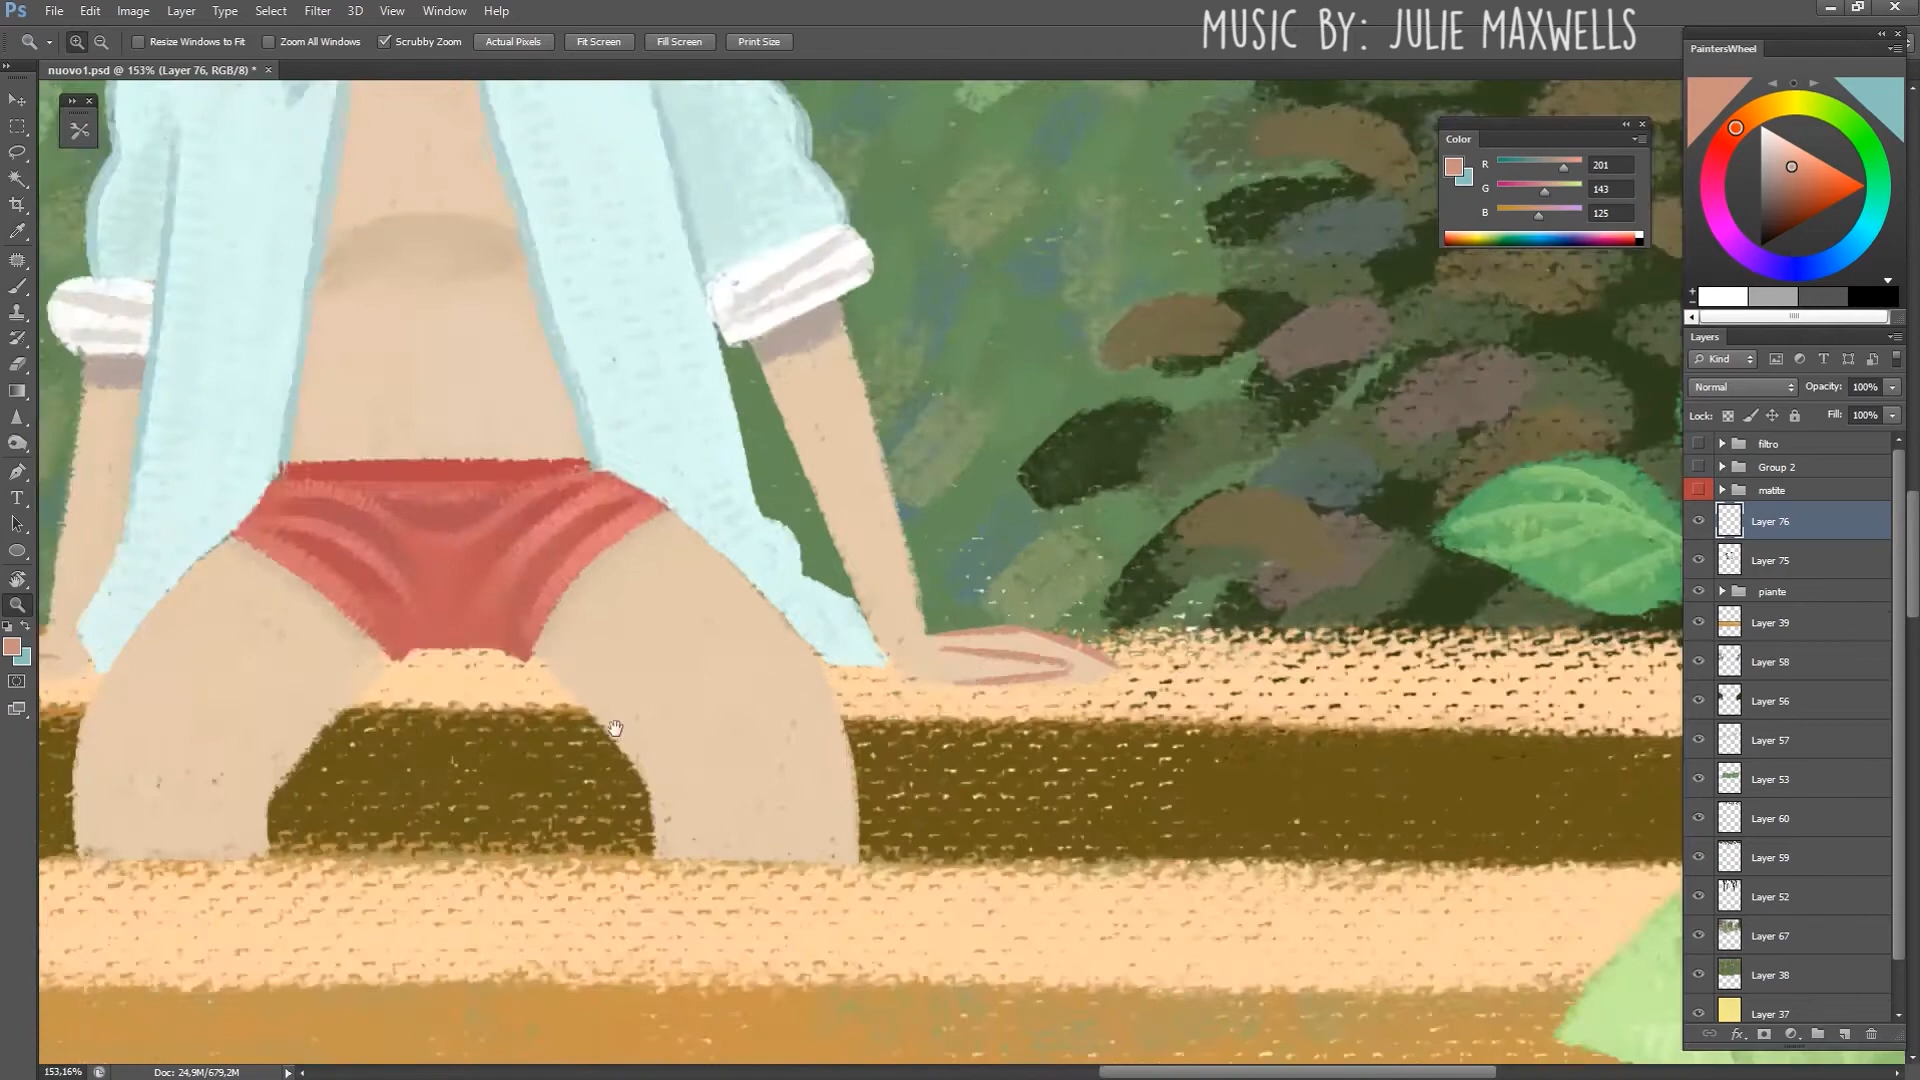 Ps File Edit Image Layer Type Select Filter 3D View Window Help
MUSIC BY: JULIE MAXWELLS
Resize Windows to Fit Zoom All Windows Scrubby Zoom Actual Pixels Fit Screen Fill Screen Print Size
PaintersWheel
nuovo1.psd @ 153% (Layer 76, RGB/8) *
Color
R 201
G 143
B 125
Layers
Kind
Normal Opacity: 100%
Lock: Fill: 100%
filtro
Group 2
matite
Layer 76
Layer 75
piante
Layer 39
Layer 58
Layer 56
Layer 57
Layer 53
Layer 60
Layer 59
Layer 52
Layer 67
Layer 38
Layer 37
153,16% Doc: 24,9M/679,2M